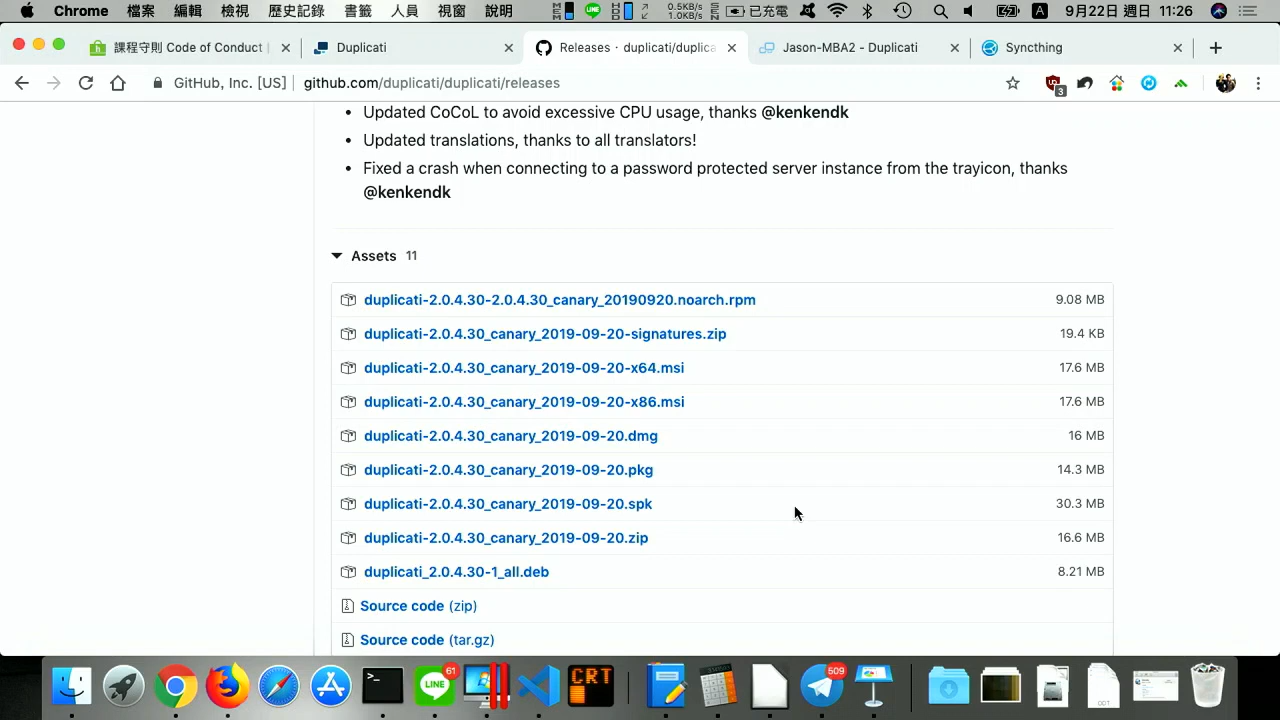 Chrome 檔案 編輯 檢視 歷史記錄 書籤 人員 視窗 說明 0.5KB/s 1.0KB/s 已充電 A 9月22日 週日 11:26
課程守則 Code of Conduct Duplicati Releases · duplicati/duplica Jason-MBA2 - Duplicati Syncthing
GitHub, Inc. [US] github.com/duplicati/duplicati/releases 3
• Updated CoCoL to avoid excessive CPU usage, thanks @kenkendk
• Updated translations, thanks to all translators!
• Fixed a crash when connecting to a password protected server instance from the trayicon, thanks
@kenkendk
Assets 11
duplicati-2.0.4.30-2.0.4.30_canary_20190920.noarch.rpm 9.08 MB
duplicati-2.0.4.30_canary_2019-09-20-signatures.zip 19.4 KB
duplicati-2.0.4.30_canary_2019-09-20-x64.msi 17.6 MB
duplicati-2.0.4.30_canary_2019-09-20-x86.msi 17.6 MB
duplicati-2.0.4.30_canary_2019-09-20.dmg 16 MB
duplicati-2.0.4.30_canary_2019-09-20.pkg 14.3 MB
duplicati-2.0.4.30_canary_2019-09-20.spk 30.3 MB
duplicati-2.0.4.30_canary_2019-09-20.zip 16.6 MB
duplicati_2.0.4.30-1_all.deb 8.21 MB
Source code (zip)
Source code (tar.gz)
LINE 61 CRT 509